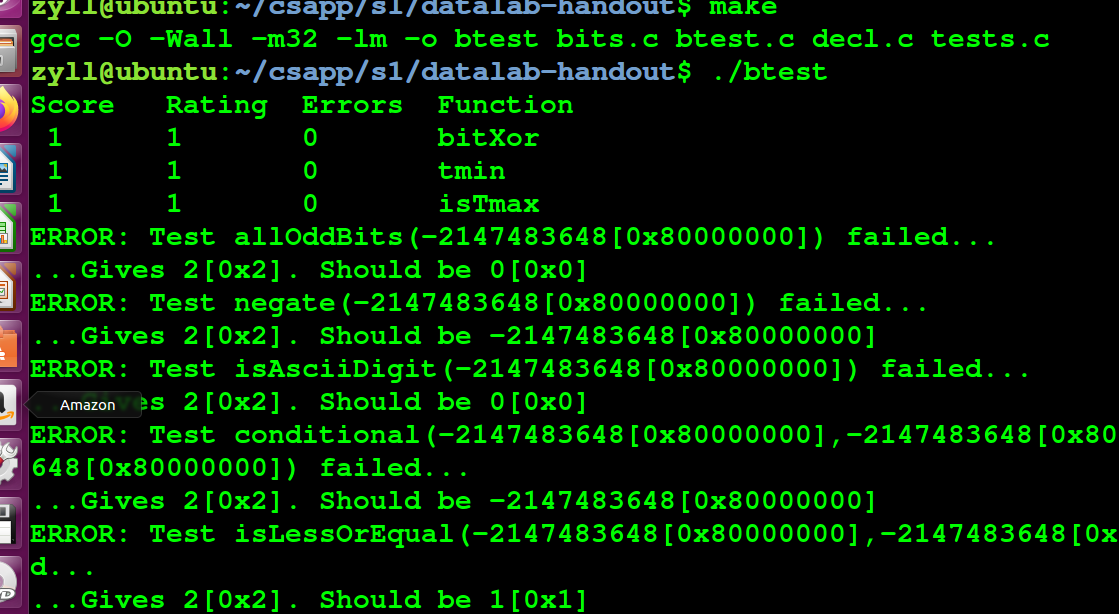 zyll@ubuntu:~/csapp/s1/datalab-handout$ make
gcc -O -Wall -m32 -lm -o btest bits.c btest.c decl.c tests.c
zyll@ubuntu:~/csapp/s1/datalab-handout$ ./btest
Score Rating Errors Function
1 1 0 bitXor
1 1 0 tmin
1 1 0 isTmax
ERROR: Test allOddBits(-2147483648[0x80000000]) failed...
...Gives 2[0x2]. Should be 0[0x0]
ERROR: Test negate(-2147483648[0x80000000]) failed...
...Gives 2[0x2]. Should be -2147483648[0x80000000]
ERROR: Test isAsciiDigit(-2147483648[0x80000000]) failed...
...Gives 2[0x2]. Should be 0[0x0]
Amazon
ERROR: Test conditional(-2147483648[0x80000000],-2147483648[0x80
648[0x80000000]) failed...
...Gives 2[0x2]. Should be -2147483648[0x80000000]
ERROR: Test isLessOrEqual(-2147483648[0x80000000],-2147483648[0x
d...
...Gives 2[0x2]. Should be 1[0x1]